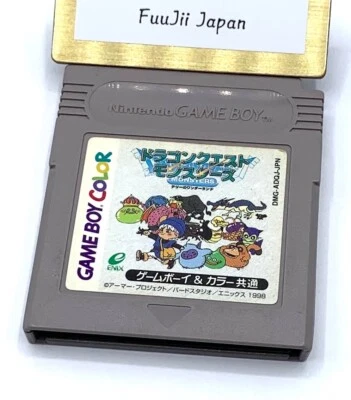 FuuJii Japan
Nintendo GAME BOY
GAME BOY COLOR
ドラゴンクエスト
モンスターズ
DMG-ADQJ-JPN
ENIX
ゲームボーイ & カラー共通
©アーマー・プロジェクト/バードスタジオ/エニックス 1998